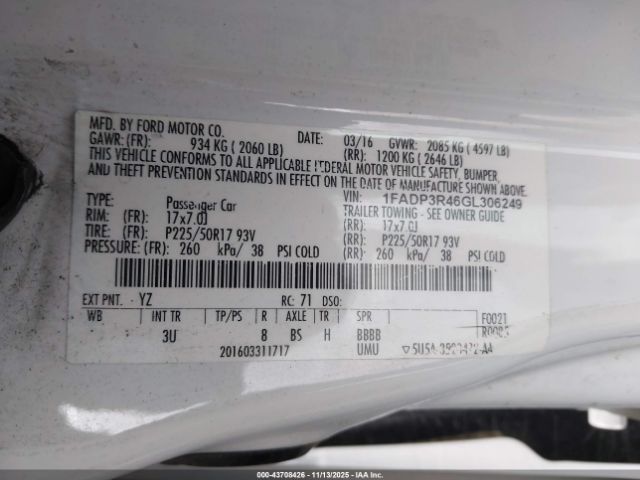 MFD. BY FORD MOTOR CO.
DATE: 03/16 GVWR: 2085 KG ( 4597 LB)
GAWR: (FR): 934 KG ( 2060 LB) (RR): 1200 KG ( 2646 LB)
THIS VEHICLE CONFORMS TO ALL APPLICABLE FEDERAL MOTOR VEHICLE SAFETY, BUMPER,
AND THEFT PREVENTION STANDARDS IN EFFECT ON THE DATE OF MANUFACTURE SHOWN ABOVE.
VIN: 1FADP3R46GL306249
TYPE: Passenger Car TRAILER TOWING - SEE OWNER GUIDE
RIM: (FR): 17x7.0J (RR): 17x7.0J
TIRE: (FR): P225/50R17 93V (RR): P225/50R17 93V
PRESSURE: (FR): 260 kPa/ 38 PSI COLD (RR): 260 kPa/ 38 PSI COLD
EXT PNT. YZ RC: 71 DSO:
WB INT TR TP/PS R AXLE TR SPR F0021
3U 8 BS H BBBB
201603311717 UMU
000-43708426 - 11/13/2025 - IAAI.COM